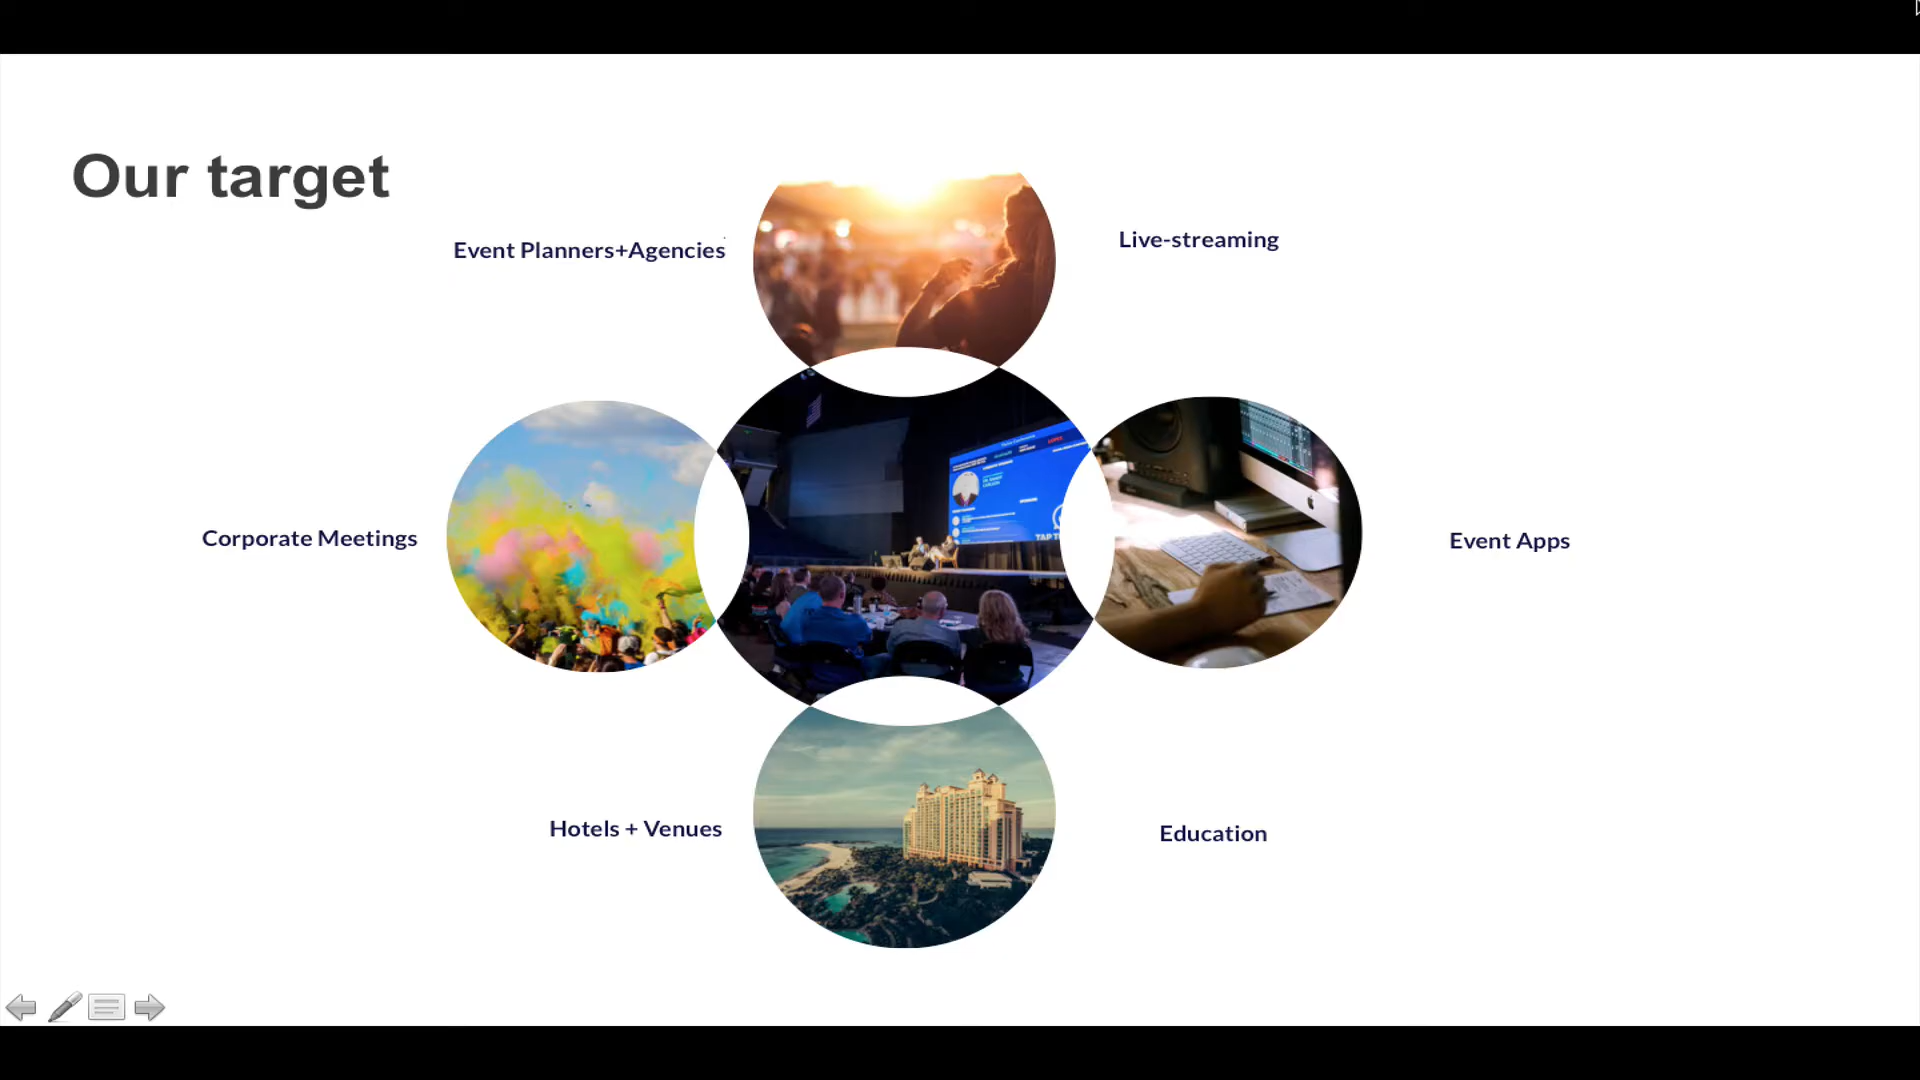 Our target
Event Planners+Agencies
Live-streaming
Corporate Meetings
Event Apps
Hotels + Venues
Education